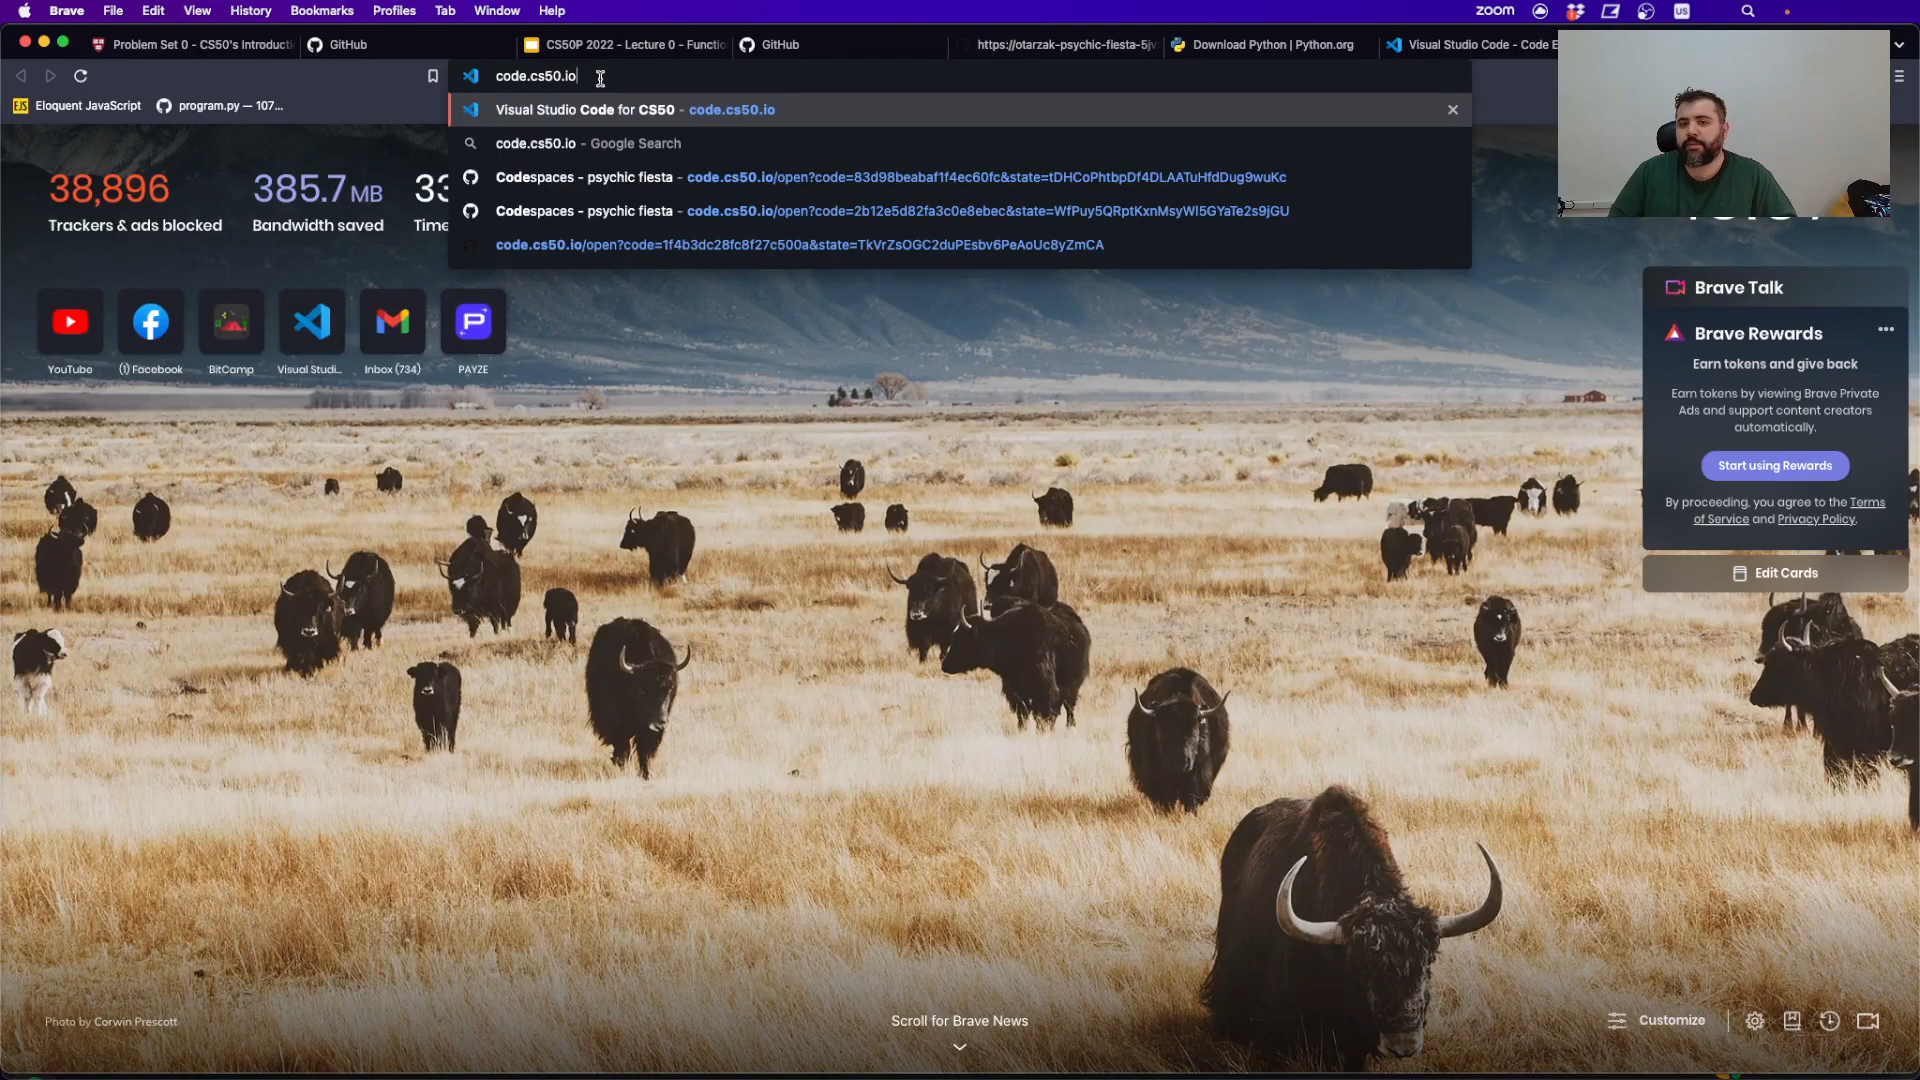 Brave File Edit View History Bookmarks Profiles Tab Window Help
zoom US
Problem Set 0 - CS50's Introducti
GitHub
CS50P 2022 - Lecture 0 - Functio
GitHub
https://otarzak-psychic-fiesta-5jv
Download Python | Python.org
Visual Studio Code - Code E
code.cs50.io
EJS Eloquent JavaScript
program.py — 107...
Visual Studio Code for CS50 - code.cs50.io
code.cs50.io - Google Search
Codespaces - psychic fiesta - code.cs50.io/open?code=83d98beabaf1f4ec60fc&state=tDHCoPhtbpDf4DLAATuHfdDug9wuKc
Codespaces - psychic fiesta - code.cs50.io/open?code=2b12e5d82fa3c0e8ebec&state=WfPuy5QRptKxnMsyWl5GYaTe2s9jGU
code.cs50.io/open?code=1f4b3dc28fc8f27c500a&state=TkVrZsOGC2duPEsbv6PeAoUc8yZmCA
38,896
Trackers & ads blocked
385.7 MB
Bandwidth saved
33
Time
YouTube
(1) Facebook
BitCamp
Visual Studi...
Inbox (734)
PAYZE
Brave Talk
Brave Rewards
Earn tokens and give back
Earn tokens by viewing Brave Private
Ads and support content creators
automatically.
Start using Rewards
By proceeding, you agree to the Terms
of Service and Privacy Policy.
Edit Cards
Photo by Corwin Prescott
Scroll for Brave News
Customize